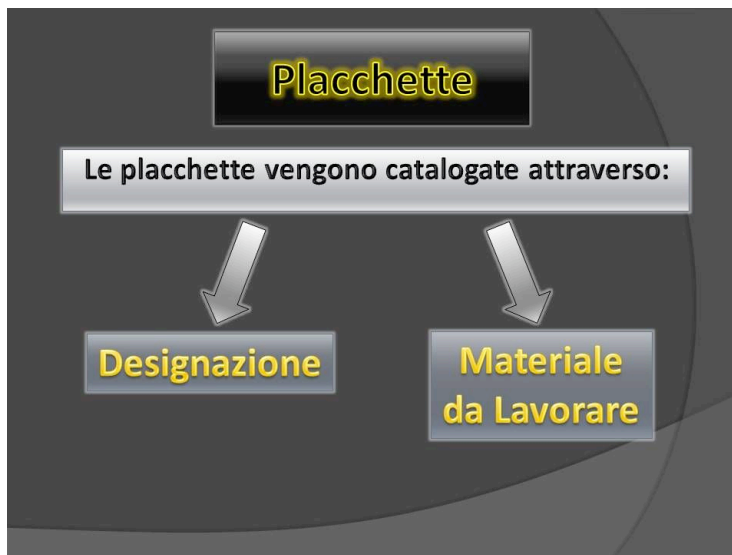 Placchette
Le placchette vengono catalogate attraverso:
Designazione
Materiale
da Lavorare